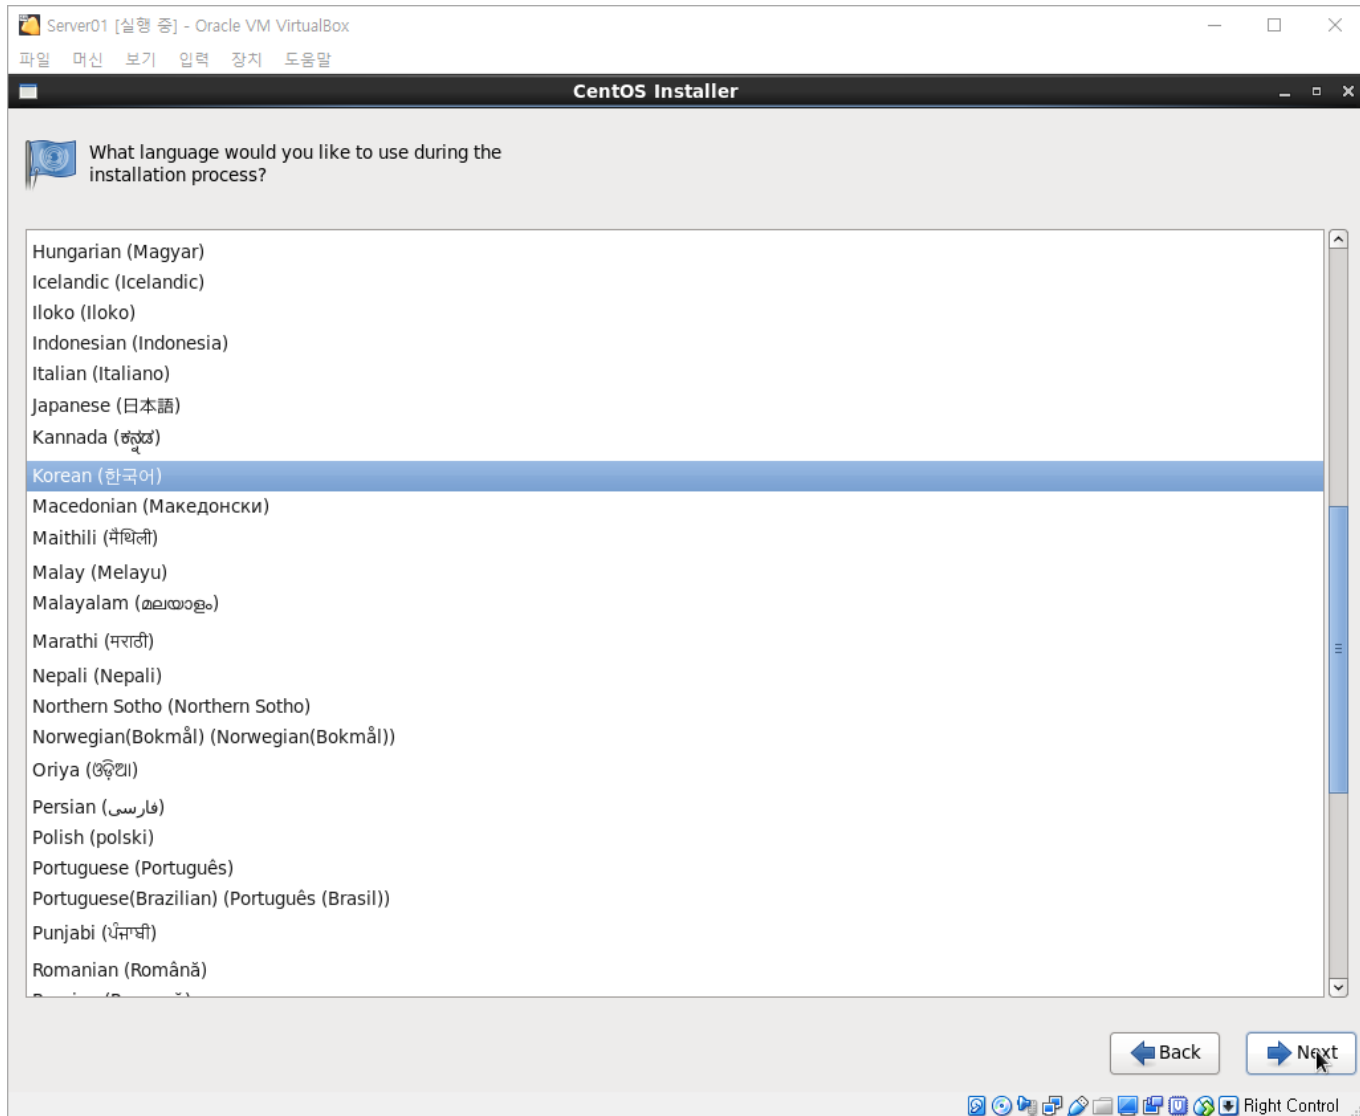 Server01 [실행 중] - Oracle VM VirtualBox
파일 머신 보기 입력 장치 도움말
CentOS Installer
What language would you like to use during the
installation process?
Hungarian (Magyar)
Icelandic (Icelandic)
Iloko (Iloko)
Indonesian (Indonesia)
Italian (Italiano)
Japanese (日本語)
Kannada (ಕನ್ನಡ)
Korean (한국어)
Macedonian (Македонски)
Maithili (मैथिली)
Malay (Melayu)
Malayalam (മലയാളം)
Marathi (मराठी)
Nepali (Nepali)
Northern Sotho (Northern Sotho)
Norwegian(Bokmål) (Norwegian(Bokmål))
Oriya (ଓଡ଼ିଆ)
Persian (فارسی)
Polish (polski)
Portuguese (Português)
Portuguese(Brazilian) (Português (Brasil))
Punjabi (ਪੰਜਾਬੀ)
Romanian (Română)
Back Next
Right Control